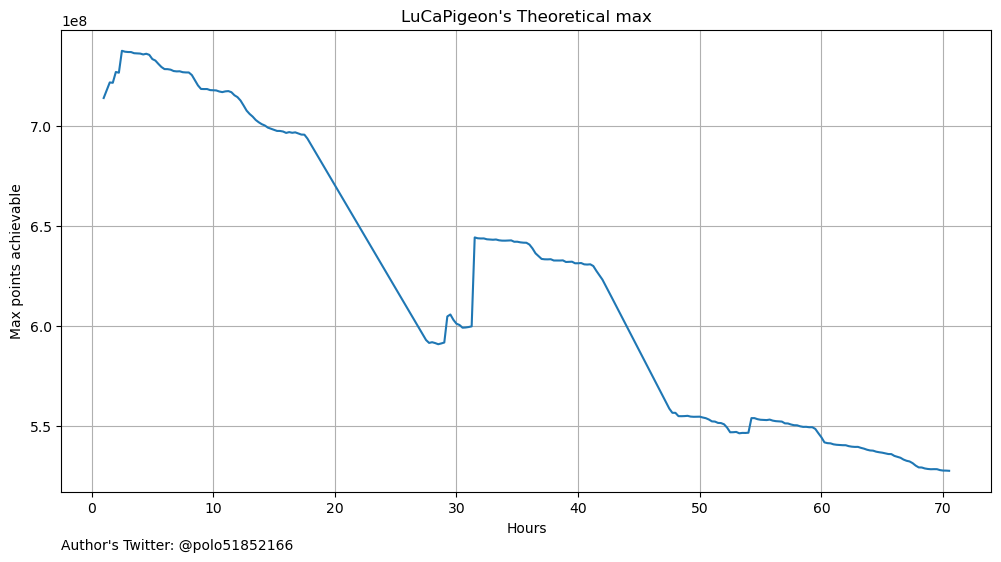 LuCaPigeon's Theoretical max
1e8
7.0
6.5
6.0
5.5
Max points achievable
0 10 20 30 40 50 60 70
Hours
Author's Twitter: @polo51852166